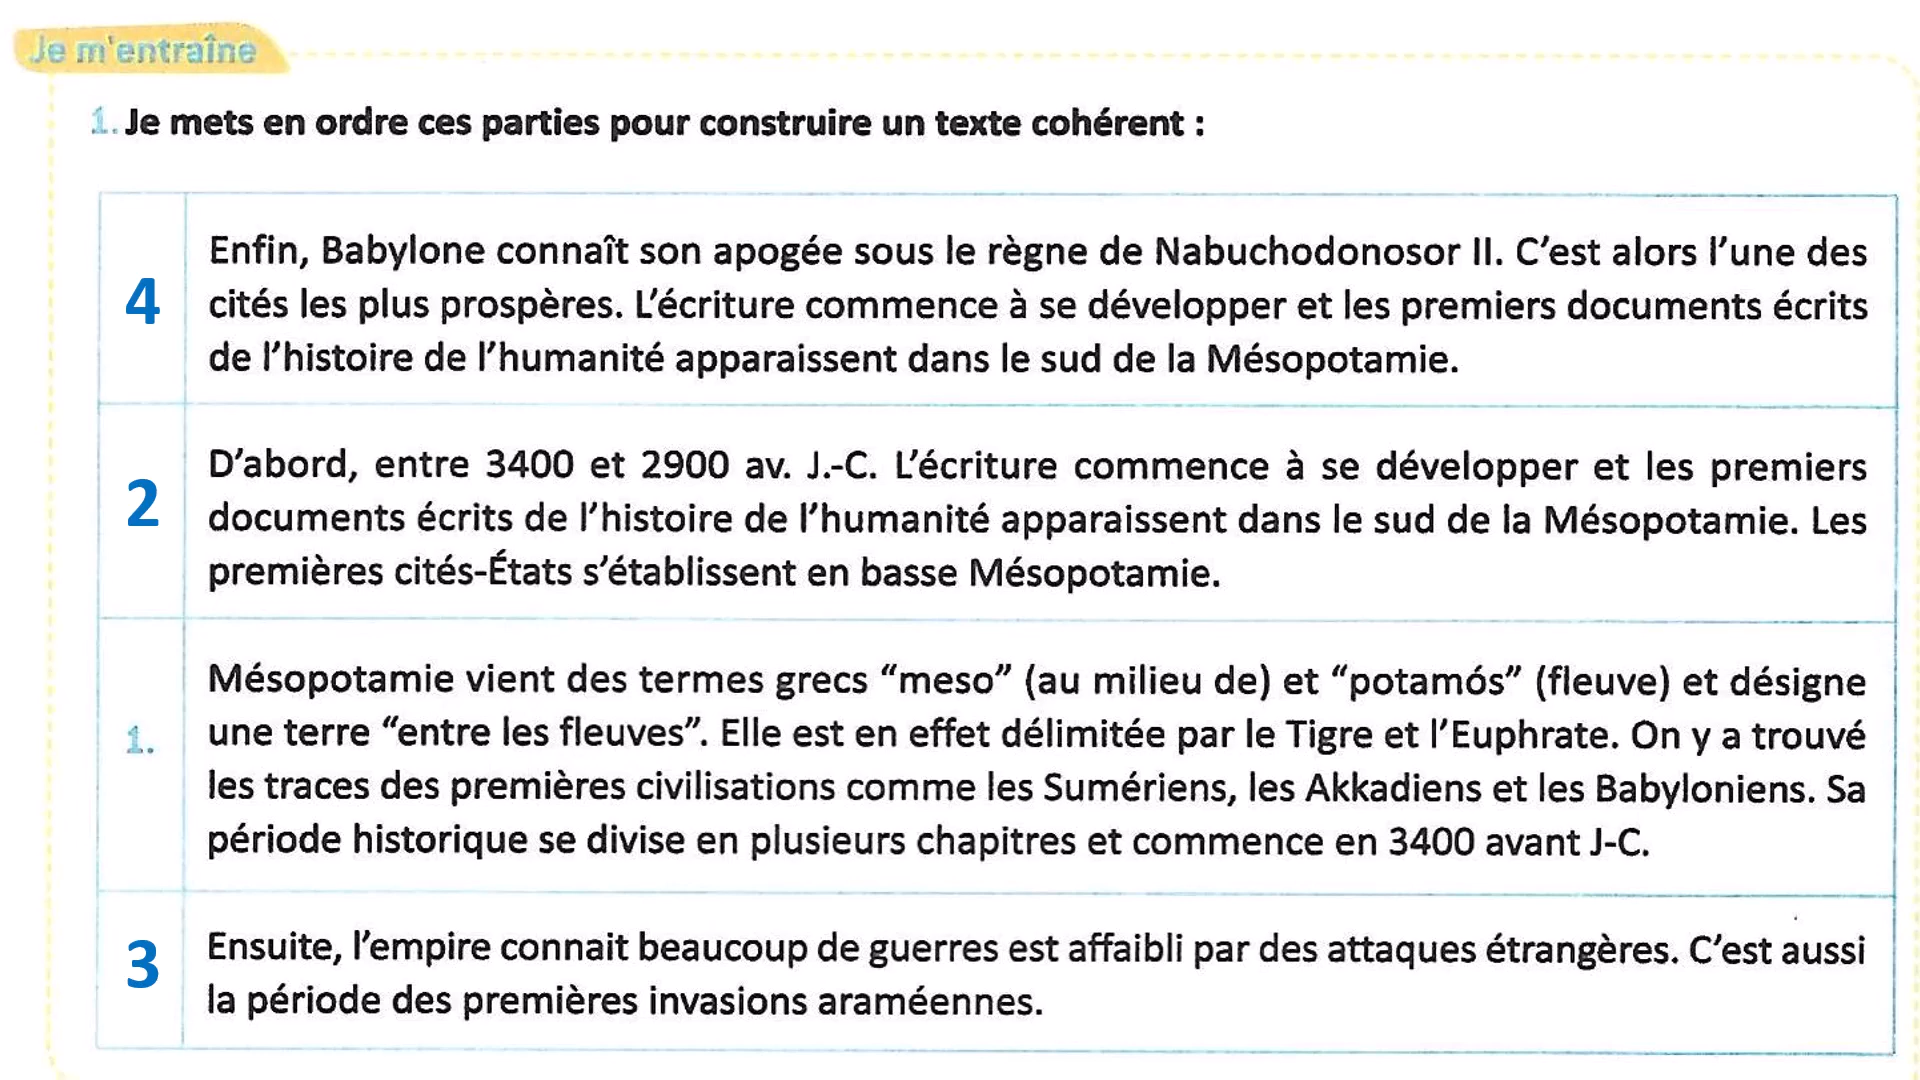 Je m'entraîne
1. Je mets en ordre ces parties pour construire un texte cohérent :
4
Enfin, Babylone connaît son apogée sous le règne de Nabuchodonosor II. C’est alors l’une des
cités les plus prospères. L’écriture commence à se développer et les premiers documents écrits
de l’histoire de l’humanité apparaissent dans le sud de la Mésopotamie.
2
D’abord, entre 3400 et 2900 av. J.-C. L’écriture commence à se développer et les premiers
documents écrits de l’histoire de l’humanité apparaissent dans le sud de la Mésopotamie. Les
premières cités-États s’établissent en basse Mésopotamie.
1.
Mésopotamie vient des termes grecs “meso” (au milieu de) et “potamós” (fleuve) et désigne
une terre “entre les fleuves”. Elle est en effet délimitée par le Tigre et l’Euphrate. On y a trouvé
les traces des premières civilisations comme les Sumériens, les Akkadiens et les Babyloniens. Sa
période historique se divise en plusieurs chapitres et commence en 3400 avant J-C.
3
Ensuite, l’empire connait beaucoup de guerres est affaibli par des attaques étrangères. C’est aussi
la période des premières invasions araméennes.